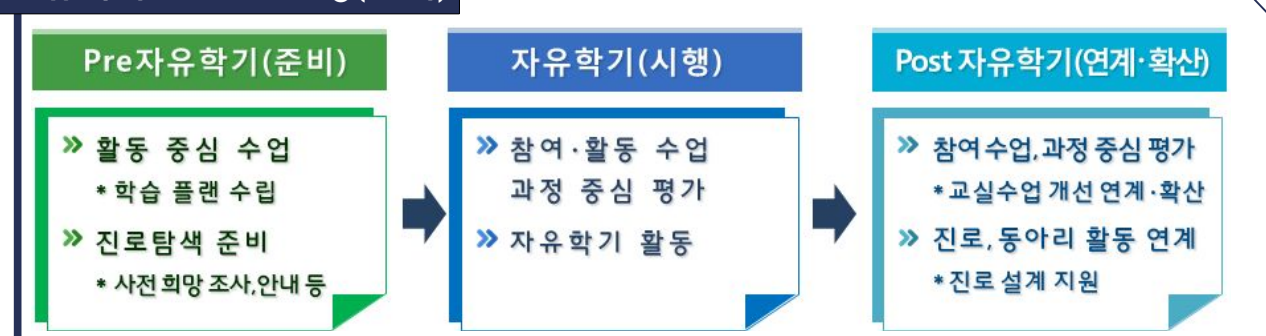 Pre자유학기(준비)
» 활동 중심 수업
* 학습 플랜 수립
» 진로탐색 준비
* 사전 희망 조사,안내 등
자유학기(시행)
» 참여·활동 수업
과정 중심 평가
» 자유학기 활동
Post 자유학기(연계·확산)
» 참여 수업, 과정 중심 평가
* 교실수업 개선 연계·확산
» 진로, 동아리 활동 연계
* 진로 설계 지원